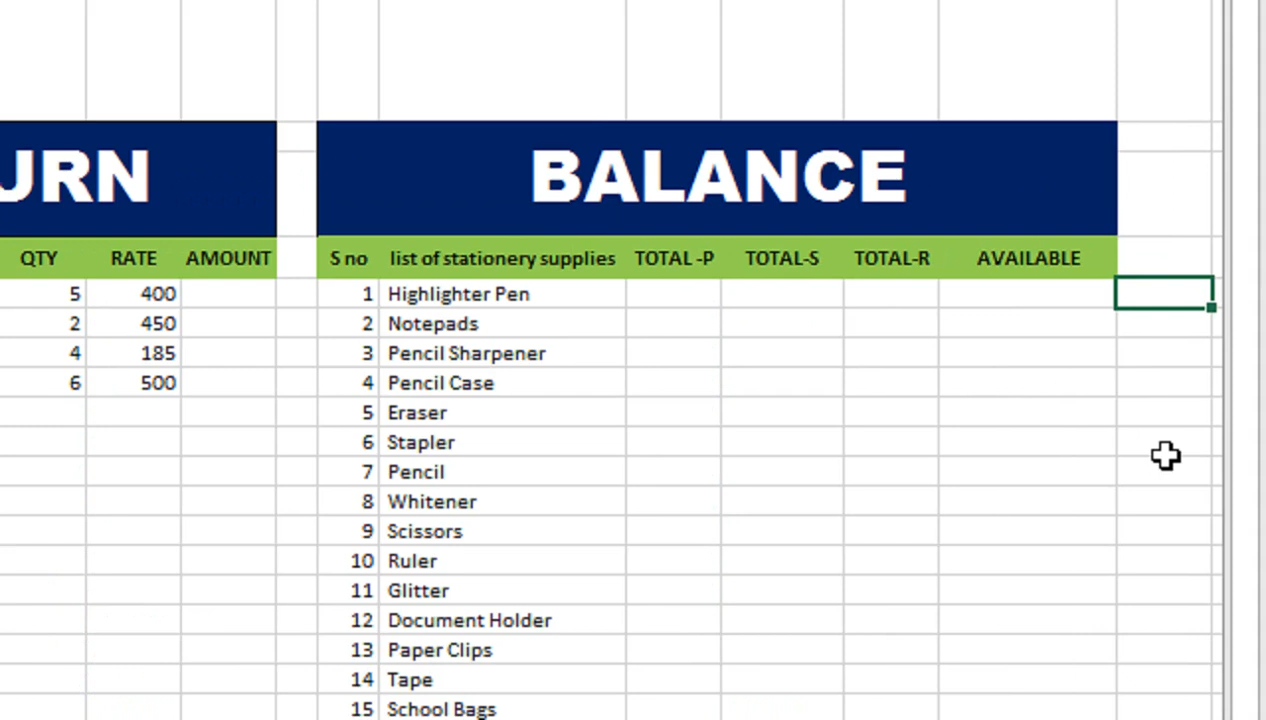 URN BALANCE
QTY RATE AMOUNT S no list of stationery supplies TOTAL -P TOTAL-S TOTAL-R AVAILABLE
5 400 1 Highlighter Pen
2 450 2 Notepads
4 185 3 Pencil Sharpener
6 500 4 Pencil Case
5 Eraser
6 Stapler
7 Pencil
8 Whitener
9 Scissors
10 Ruler
11 Glitter
12 Document Holder
13 Paper Clips
14 Tape
15 School Bags